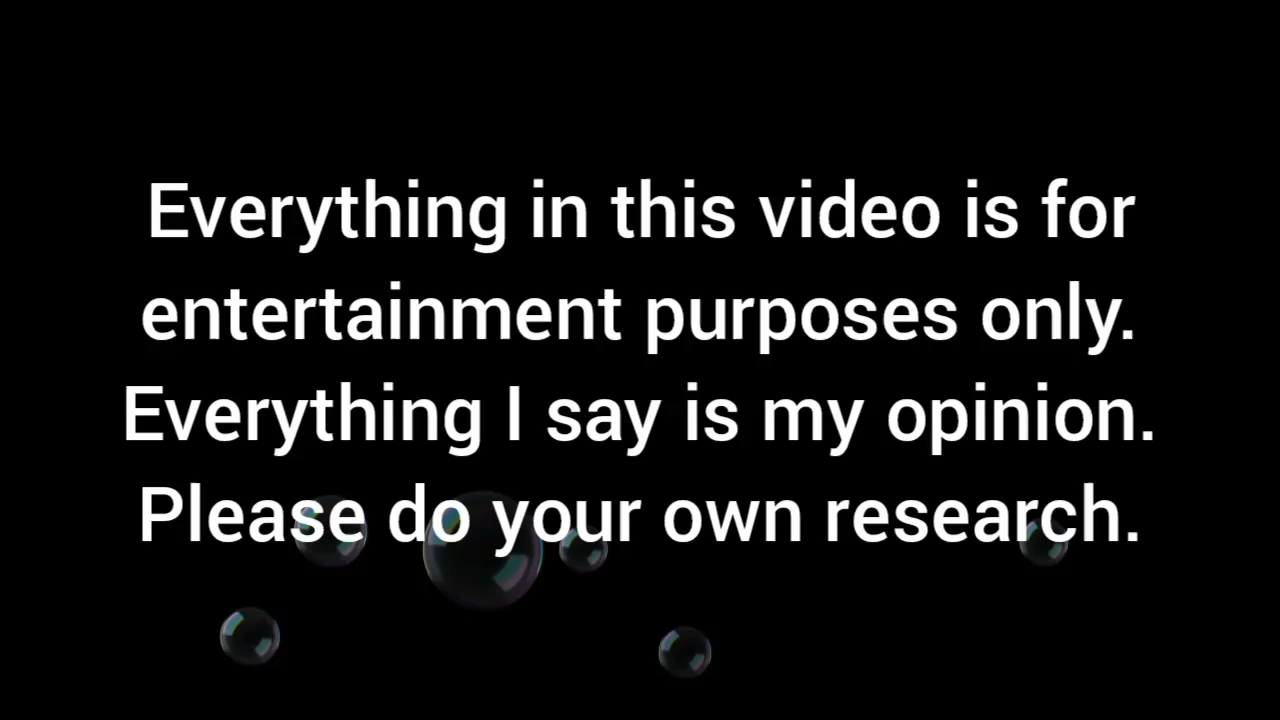 Everything in this video is for
entertainment purposes only.
Everything I say is my opinion.
Please do your own research.